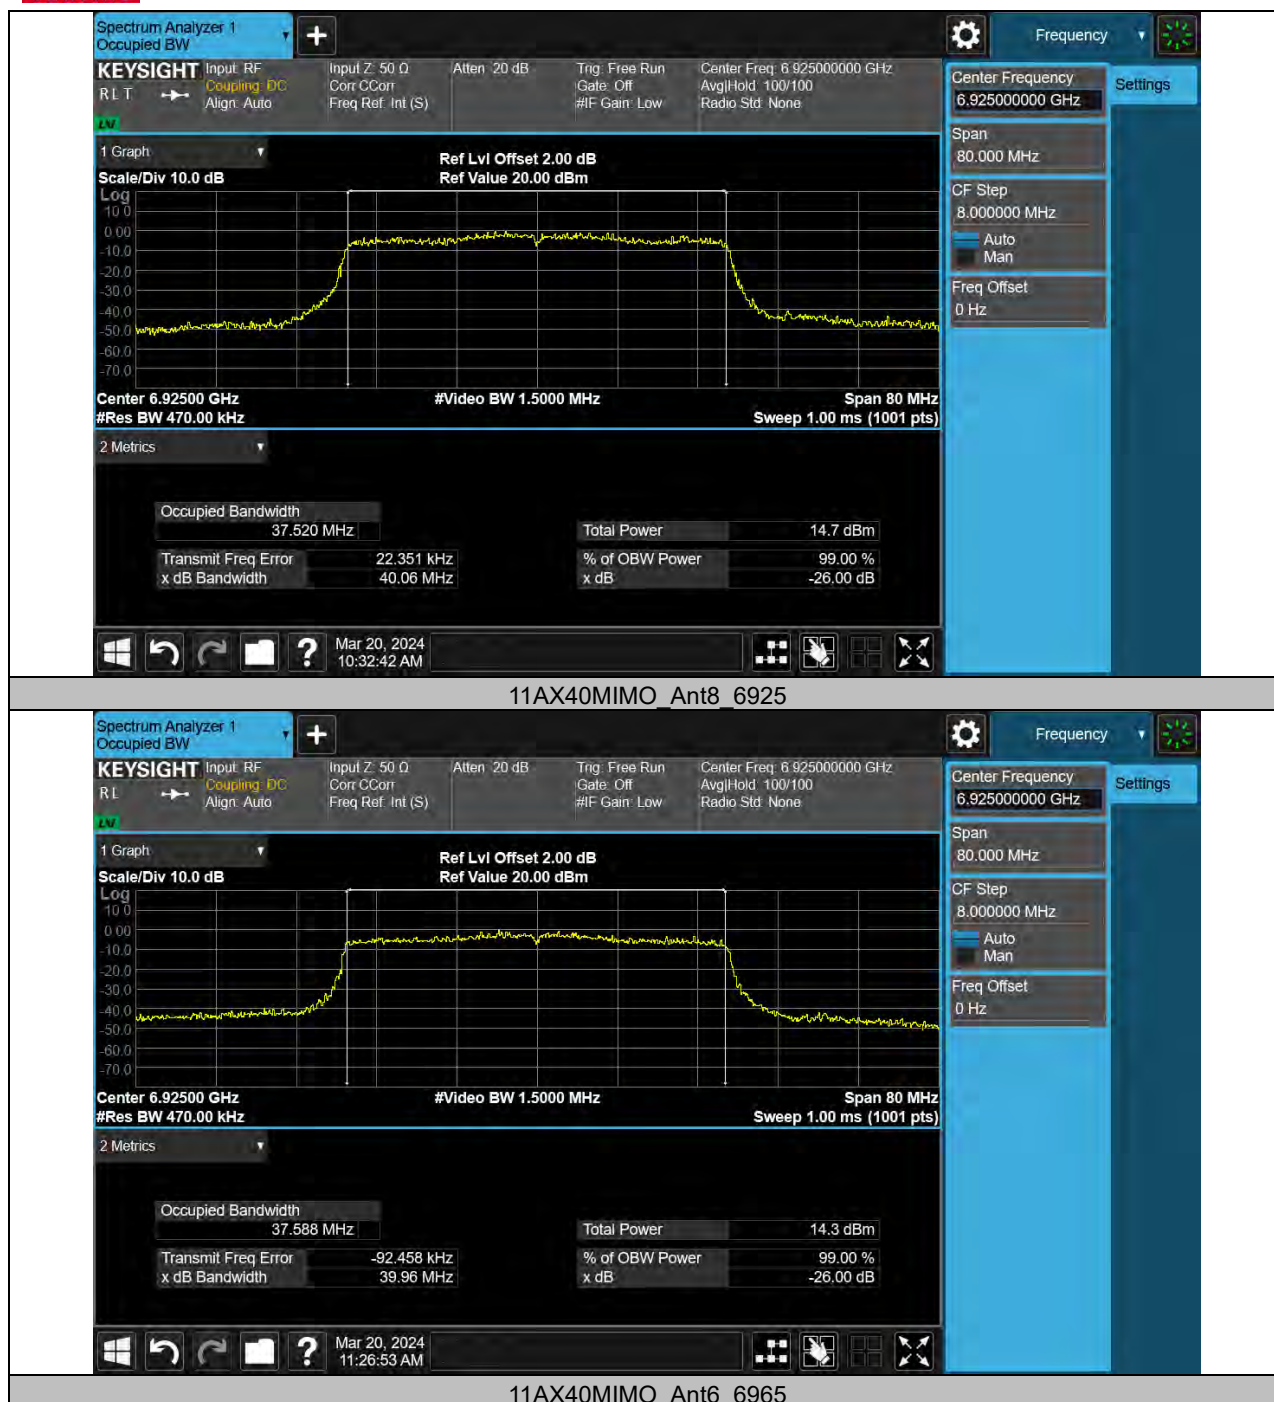 Spectrum Analyzer 1
Occupied BW
+
Frequency
KEYSIGHT
R L T
LXI
Input: RF
Coupling: DC
Align: Auto
Input Z: 50 Ω
Corr CCorr
Freq Ref: Int (S)
Atten: 20 dB
Trig: Free Run
Gate: Off
#IF Gain: Low
Center Freq: 6.925000000 GHz
Avg|Hold: 100/100
Radio Std: None
Center Frequency
6.925000000 GHz
Settings
Span
80.000 MHz
CF Step
8.000000 MHz
Auto
Man
Freq Offset
0 Hz
1 Graph
Scale/Div 10.0 dB
Ref Lvl Offset 2.00 dB
Ref Value 20.00 dBm
Log
10.0
0.00
-10.0
-20.0
-30.0
-40.0
-50.0
-60.0
-70.0
Center 6.92500 GHz
#Video BW 1.5000 MHz
Span 80 MHz
#Res BW 470.00 kHz
Sweep 1.00 ms (1001 pts)
2 Metrics
Occupied Bandwidth
37.520 MHz
Total Power 14.7 dBm
Transmit Freq Error 22.351 kHz
% of OBW Power 99.00 %
x dB Bandwidth 40.06 MHz
x dB -26.00 dB
?
Mar 20, 2024
10:32:42 AM
11AX40MIMO_Ant8_6925
Spectrum Analyzer 1
Occupied BW
+
Frequency
KEYSIGHT
R L
LXI
Input: RF
Coupling: DC
Align: Auto
Input Z: 50 Ω
Corr CCorr
Freq Ref: Int (S)
Atten: 20 dB
Trig: Free Run
Gate: Off
#IF Gain: Low
Center Freq: 6.925000000 GHz
Avg|Hold: 100/100
Radio Std: None
Center Frequency
6.925000000 GHz
Settings
Span
80.000 MHz
CF Step
8.000000 MHz
Auto
Man
Freq Offset
0 Hz
1 Graph
Scale/Div 10.0 dB
Ref Lvl Offset 2.00 dB
Ref Value 20.00 dBm
Log
10.0
0.00
-10.0
-20.0
-30.0
-40.0
-50.0
-60.0
-70.0
Center 6.92500 GHz
#Video BW 1.5000 MHz
Span 80 MHz
#Res BW 470.00 kHz
Sweep 1.00 ms (1001 pts)
2 Metrics
Occupied Bandwidth
37.588 MHz
Total Power 14.3 dBm
Transmit Freq Error -92.458 kHz
% of OBW Power 99.00 %
x dB Bandwidth 39.96 MHz
x dB -26.00 dB
?
Mar 20, 2024
11:26:53 AM
11AX40MIMO_Ant6_6965